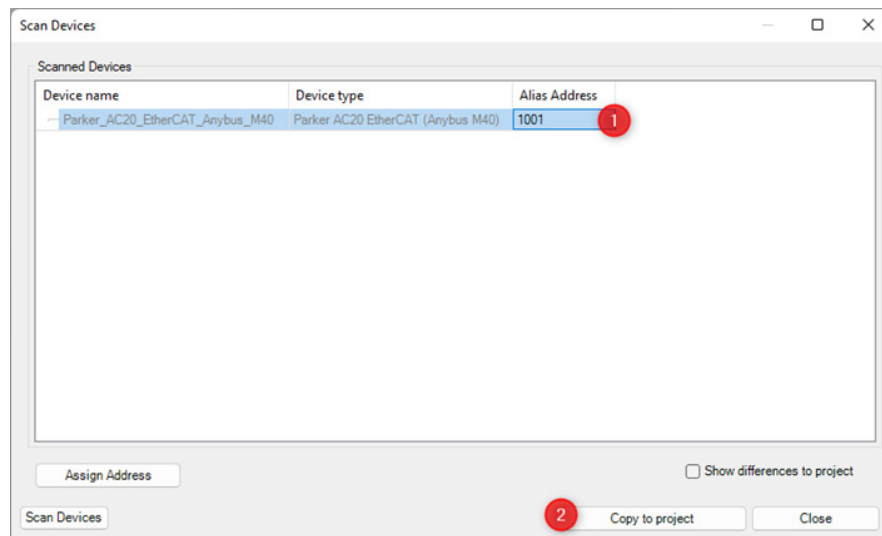 Scan Devices
Scanned Devices
Device name Device type Alias Address
Parker_AC20_EtherCAT_Anybus_M40 Parker AC20 EtherCAT (Anybus M40) 1001 1
Assign Address Show differences to project
Scan Devices 2 Copy to project Close